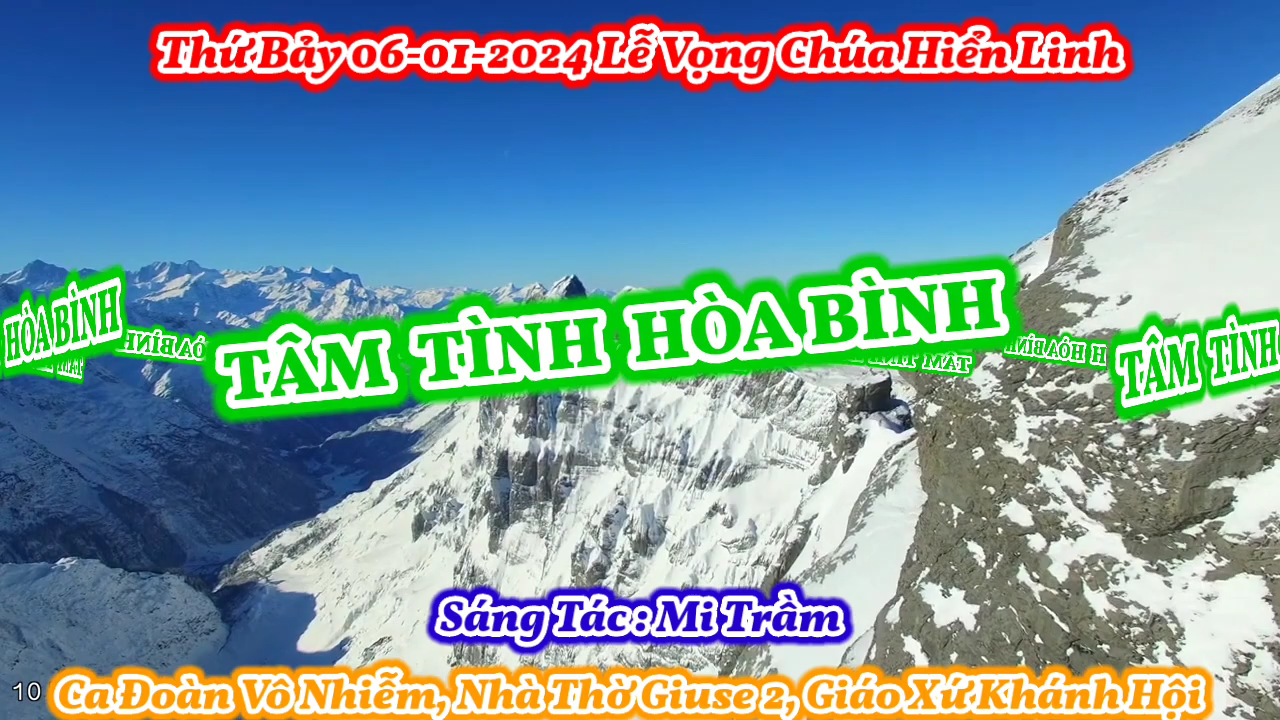 Thứ Bảy 06-01-2024 Lễ Vọng Chúa Hiển Linh
HÒA BÌNH
TÂM TÌNH HÒA BÌNH
TÂM TÌNH
Sáng Tác : Mi Trầm
10
Ca Đoàn Vô Nhiễm, Nhà Thờ Giuse 2, Giáo Xứ Khánh Hội